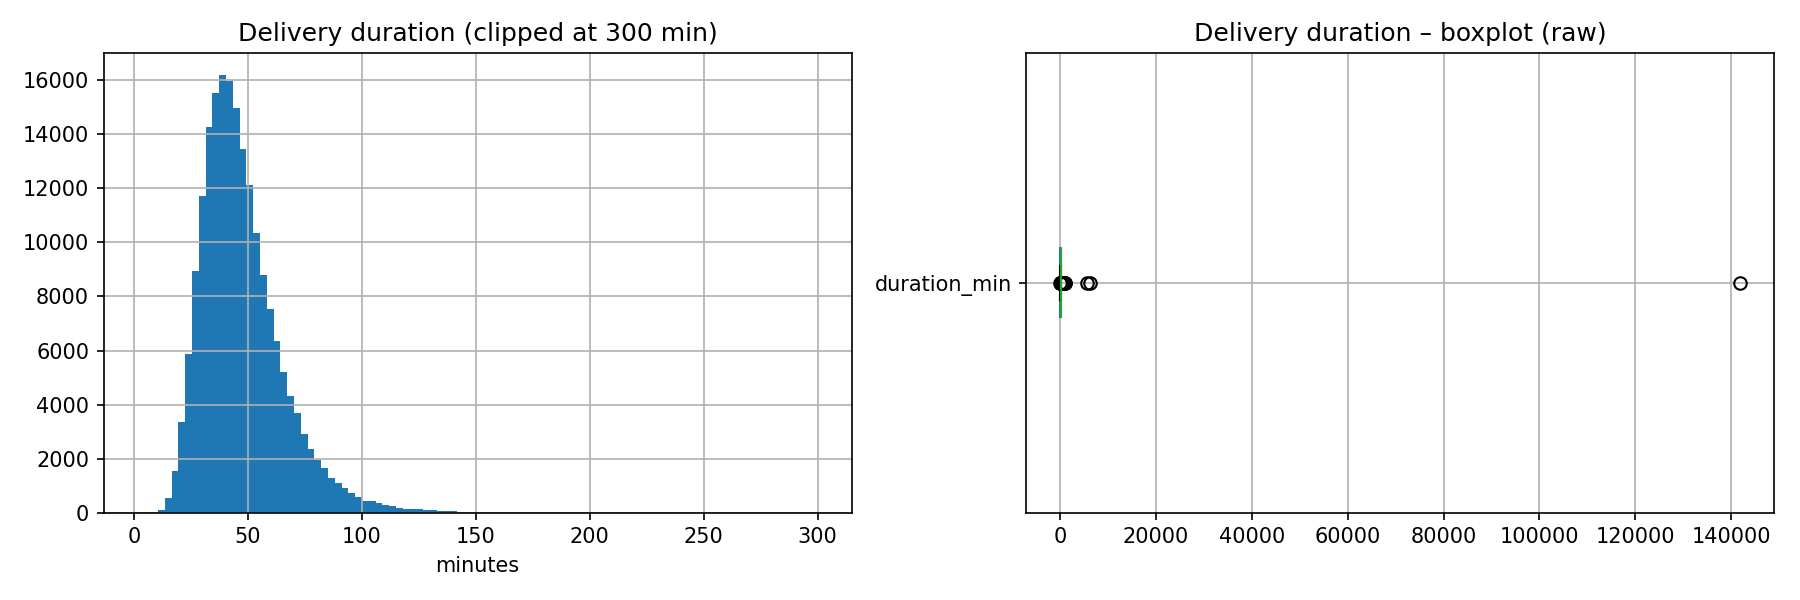 Delivery duration (clipped at 300 min)
16000
14000
12000
10000
8000
6000
4000
2000
0
0 50 100 150 200 250 300
minutes
Delivery duration – boxplot (raw)
duration_min
0 20000 40000 60000 80000 100000 120000 140000